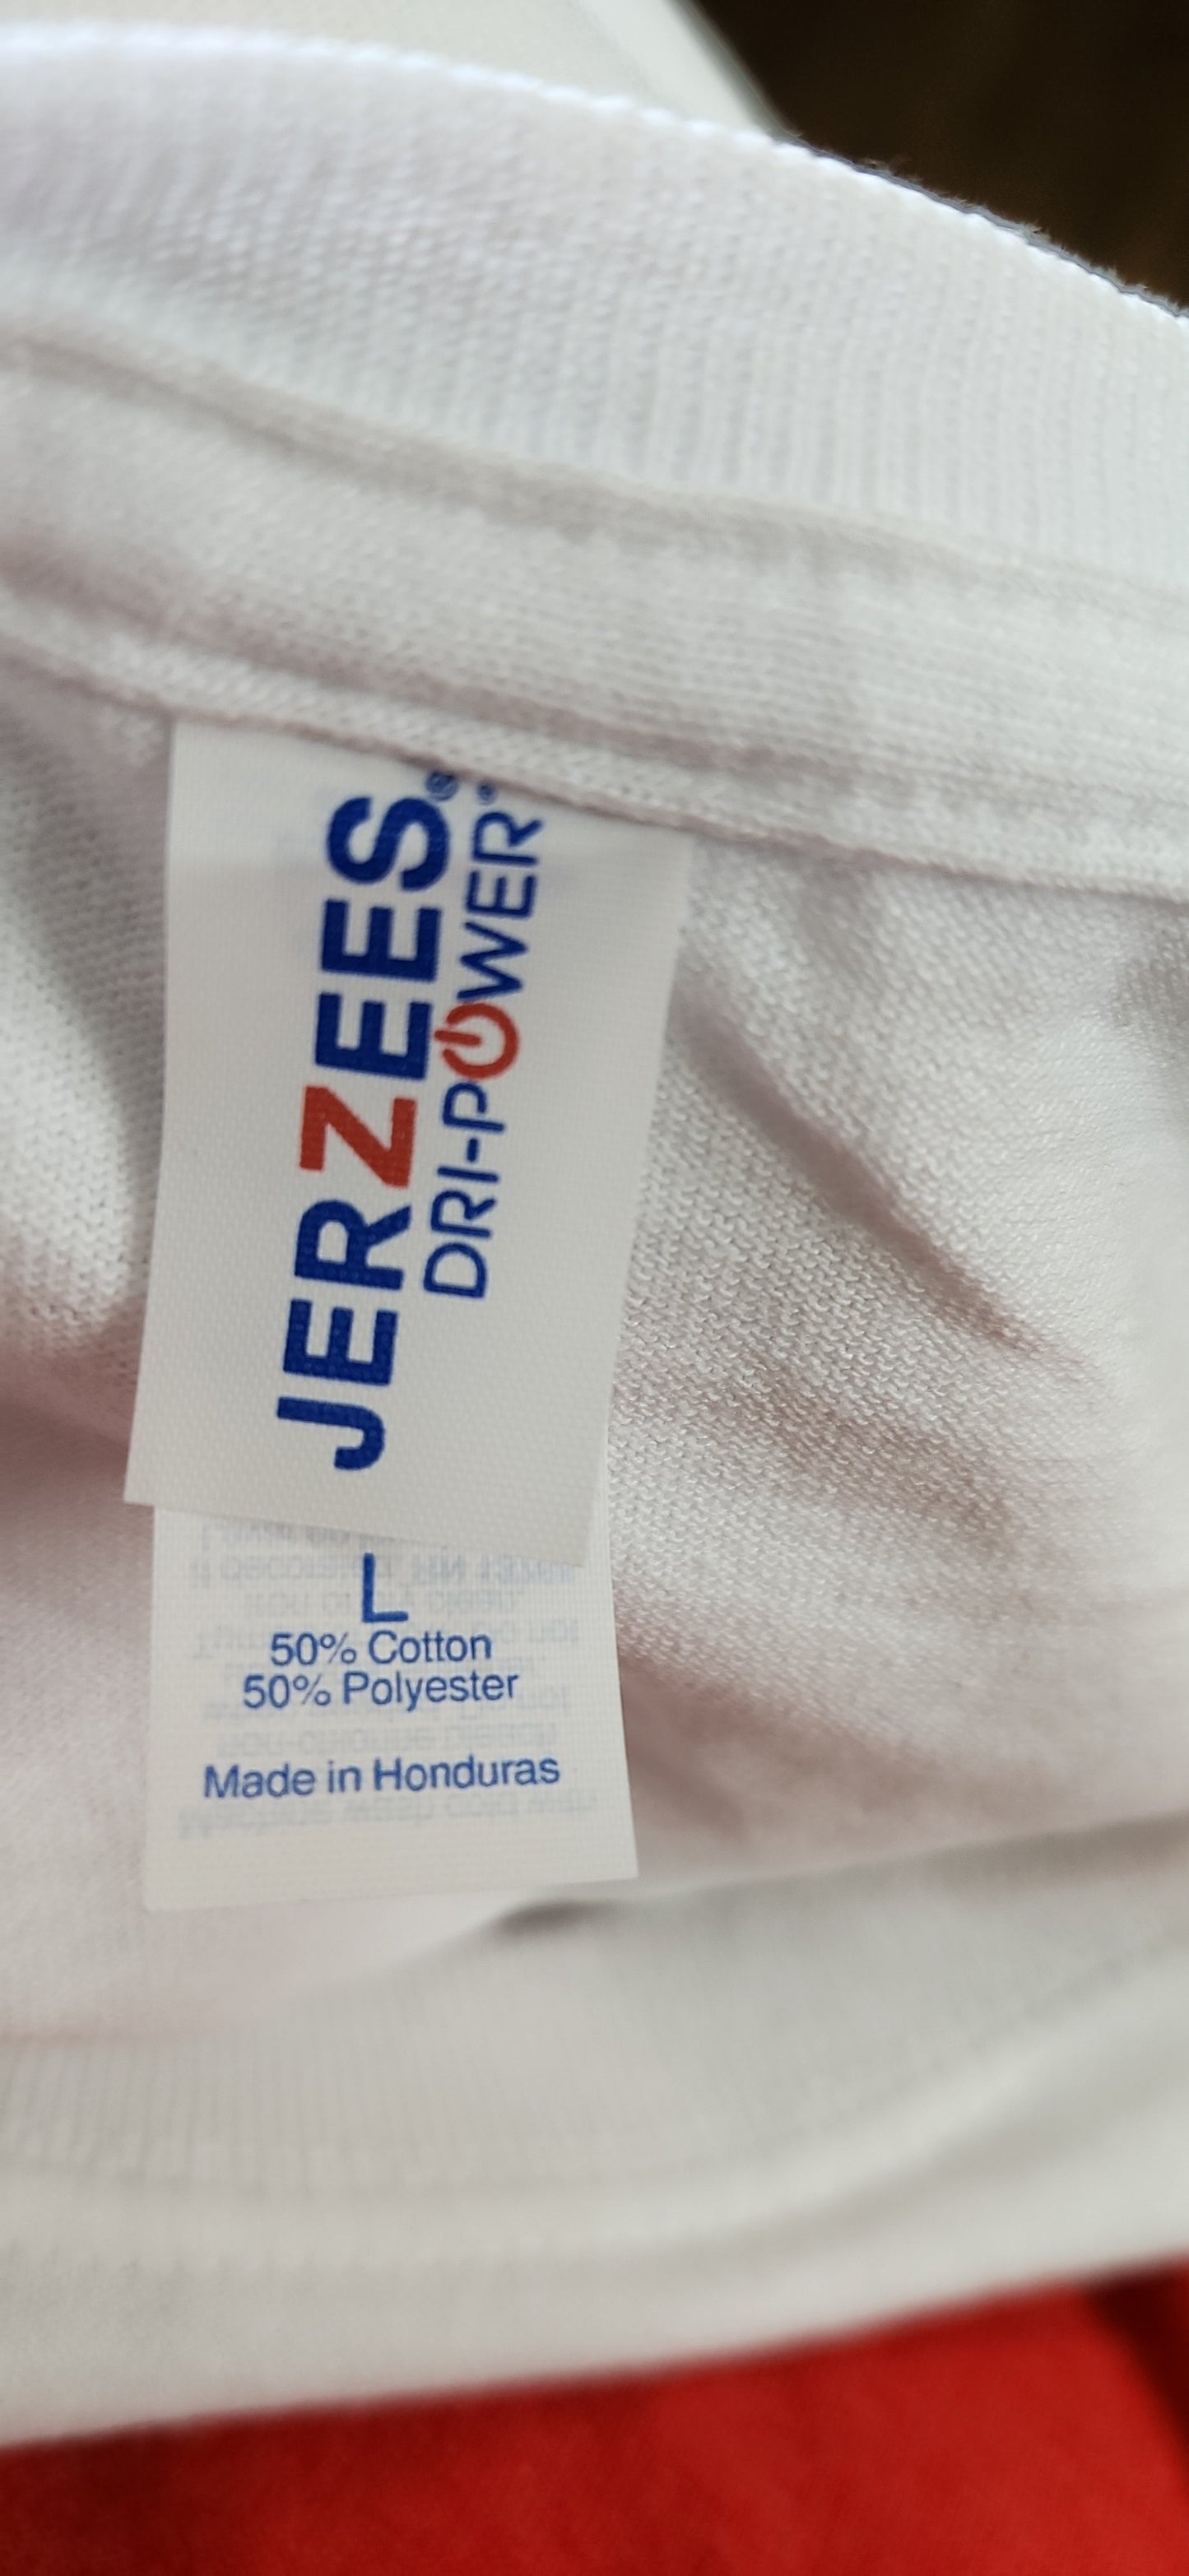 JERZEES®
DRI-POWER®
L
50% Cotton
50% Polyester
Made in Honduras